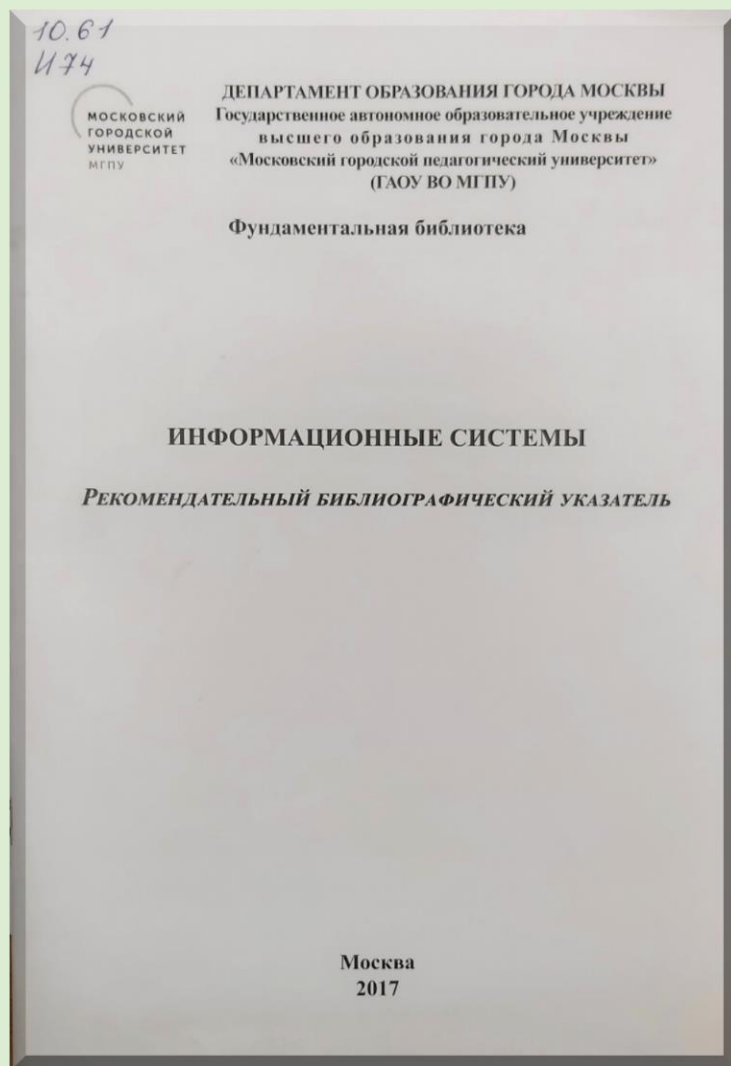 10.61
И74
МОСКОВСКИЙ
ГОРОДСКОЙ
УНИВЕРСИТЕТ
МГПУ
ДЕПАРТАМЕНТ ОБРАЗОВАНИЯ ГОРОДА МОСКВЫ
Государственное автономное образовательное учреждение
высшего образования города Москвы
«Московский городской педагогический университет»
(ГАОУ ВО МГПУ)
Фундаментальная библиотека
ИНФОРМАЦИОННЫЕ СИСТЕМЫ
РЕКОМЕНДАТЕЛЬНЫЙ БИБЛИОГРАФИЧЕСКИЙ УКАЗАТЕЛЬ
Москва
2017